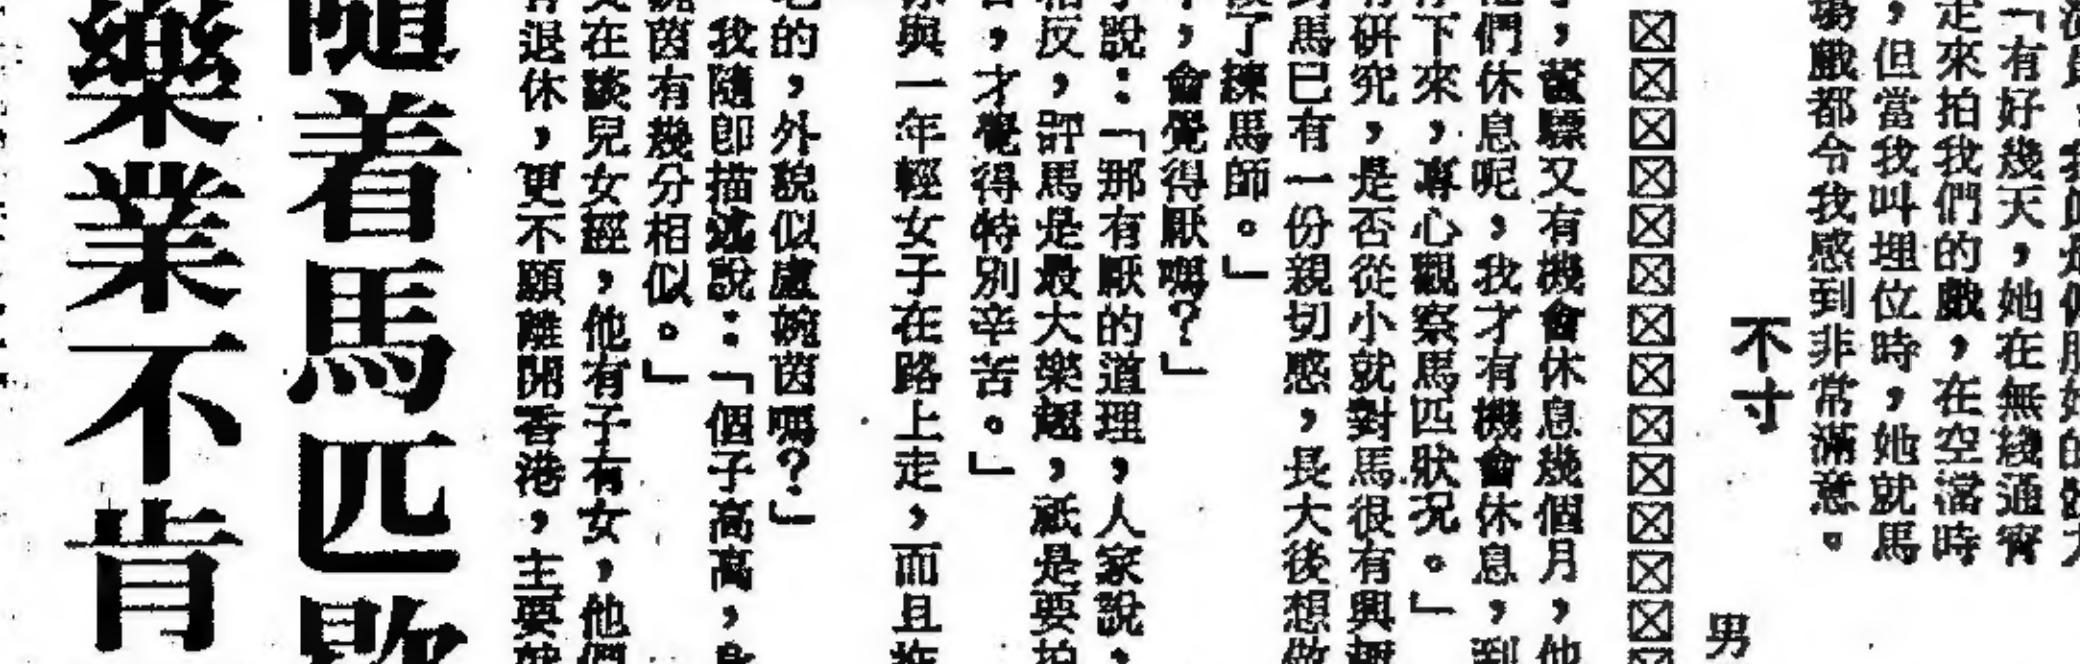 有好幾天，她在無綫通宵
走來拍我們的戲，在空檔時
，但當我叫埋位時，她就馬
場戲都令我感到非常滿意。
不寸
男
，董驃又有機會休息幾個月，他
他們休息呢，我才有機會休息，到
下來，專心觀察馬匹狀況。」
有研究，是否從小就對馬很有興趣
對馬已有一份親切感，長大後想做
了練馬師。」
，會覺得厭嗎？」
說：「那有厭的道理，人家說，
相反，評馬是最大樂趣，祇是要拍
，才覺得特別辛苦。」
你與一年輕女子在路上走，而且
的，外貌似盧琬茵嗎？」
我隨即描述說：「個子高高，身
琬茵有幾分相似。」
在談兒女經，他有子有女，他們
退休，更不願離開香港，主要
隨着馬匹歇
樂業不肯